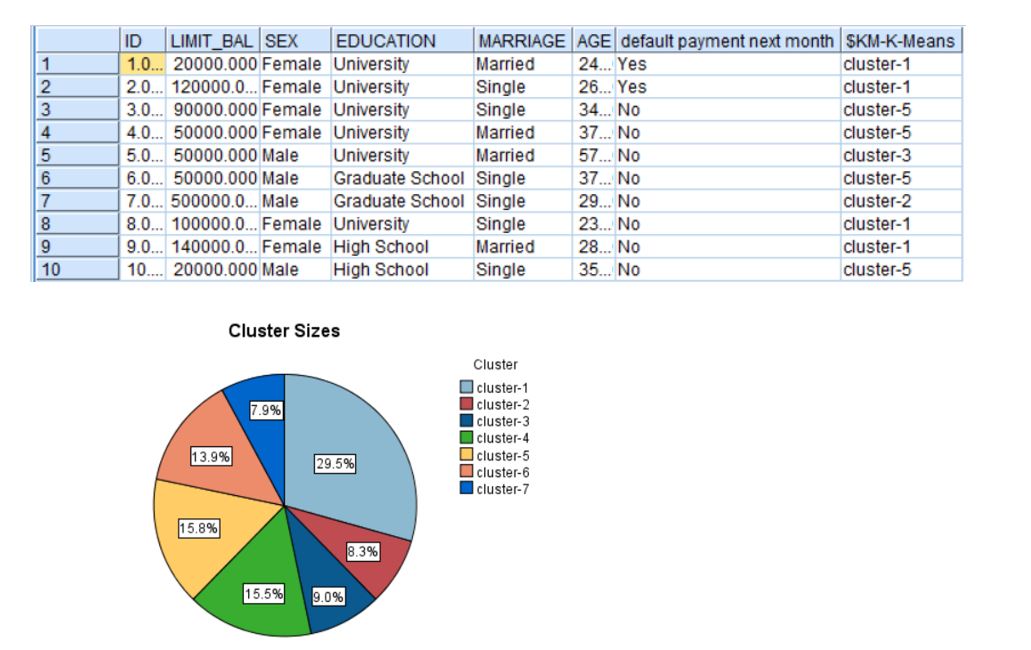 ID LIMIT_BAL SEX EDUCATION MARRIAGE AGE default payment next month $KM-K-Means
1 1.0... 20000.000 Female University Married 24... Yes cluster-1
2 2.0... 120000.0... Female University Single 26... Yes cluster-1
3 3.0... 90000.000 Female University Single 34... No cluster-5
4 4.0... 50000.000 Female University Married 37... No cluster-5
5 5.0... 50000.000 Male University Married 57... No cluster-3
6 6.0... 50000.000 Male Graduate School Single 37... No cluster-5
7 7.0... 500000.0... Male Graduate School Single 29... No cluster-2
8 8.0... 100000.0... Female University Single 23... No cluster-1
9 9.0... 140000.0... Female High School Married 28... No cluster-1
10 10.... 20000.000 Male High School Single 35... No cluster-5
Cluster Sizes
Cluster
cluster-1
cluster-2
cluster-3
cluster-4
cluster-5
cluster-6
cluster-7
7.9%
13.9%
29.5%
15.8%
8.3%
15.5%
9.0%